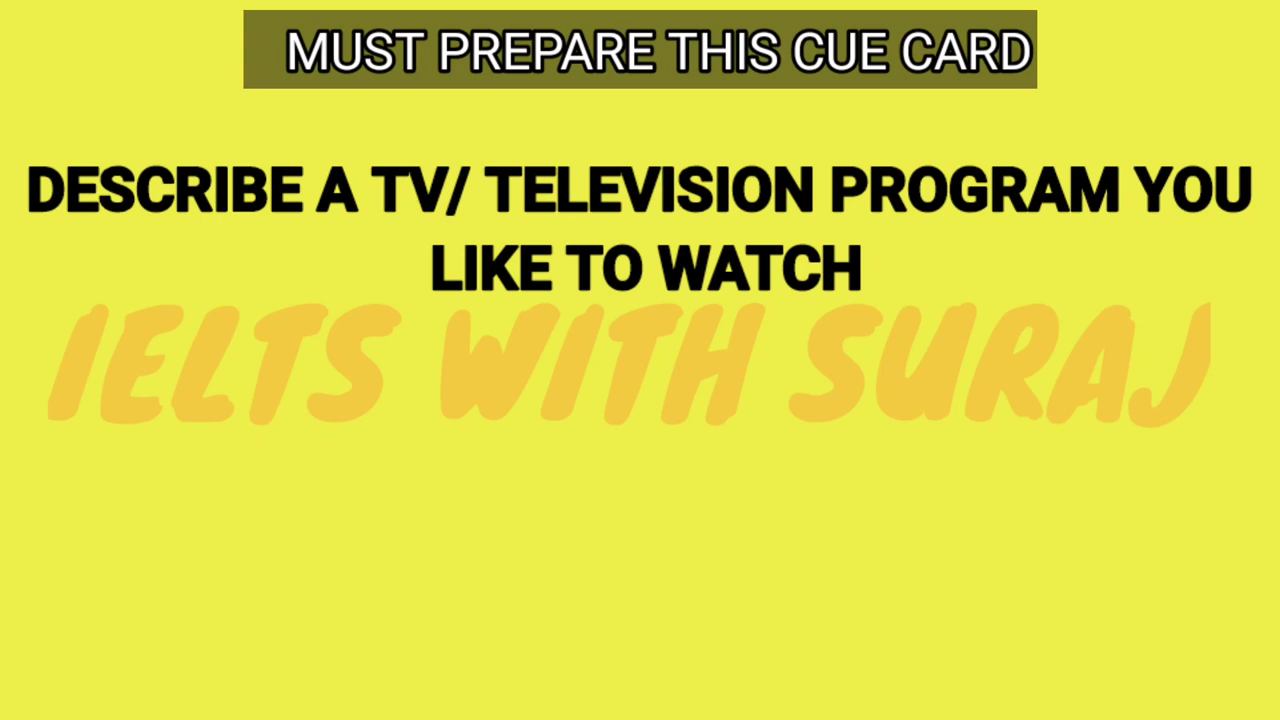 MUST PREPARE THIS CUE CARD
DESCRIBE A TV/ TELEVISION PROGRAM YOU
LIKE TO WATCH
IELTS WITH SURAJ